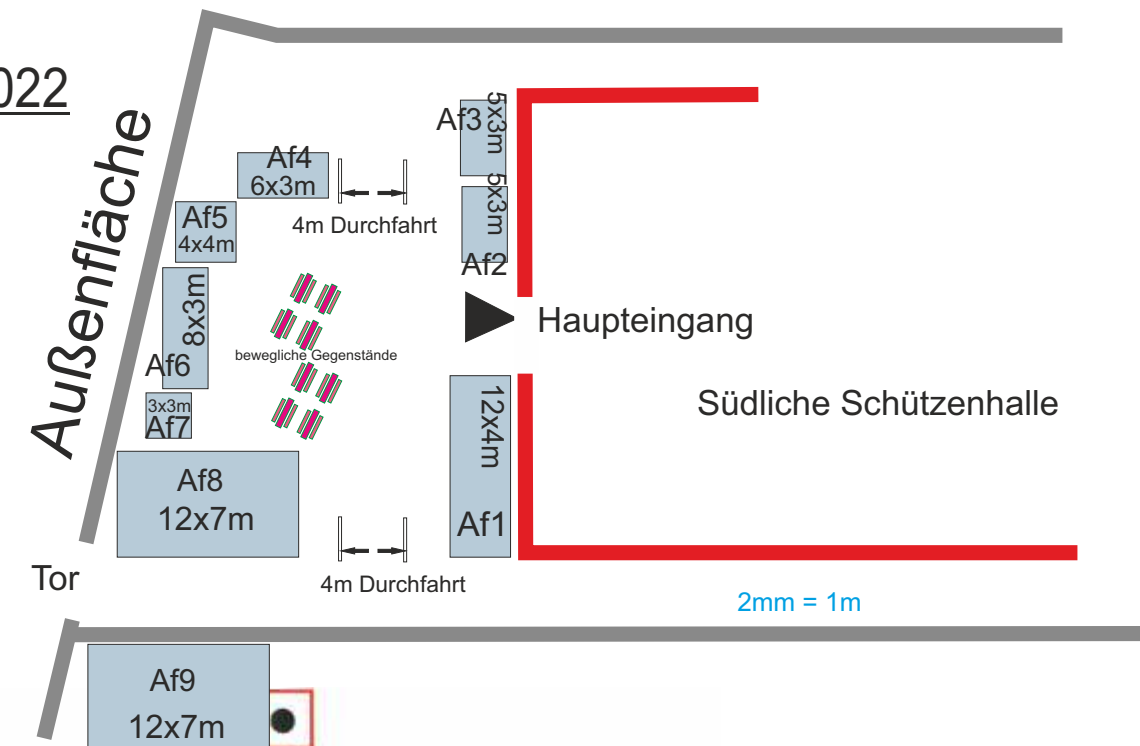 022
Außenfläche
Af3
5x3m
Af4
6x3m
5x3m
Af5
4x4m
4m Durchfahrt
Af2
8x3m
Af6
Haupteingang
bewegliche Gegenstände
3x3m
Af7
12x4m
Südliche Schützenhalle
Af8
12x7m
Af1
Tor
4m Durchfahrt
2mm = 1m
Af9
12x7m